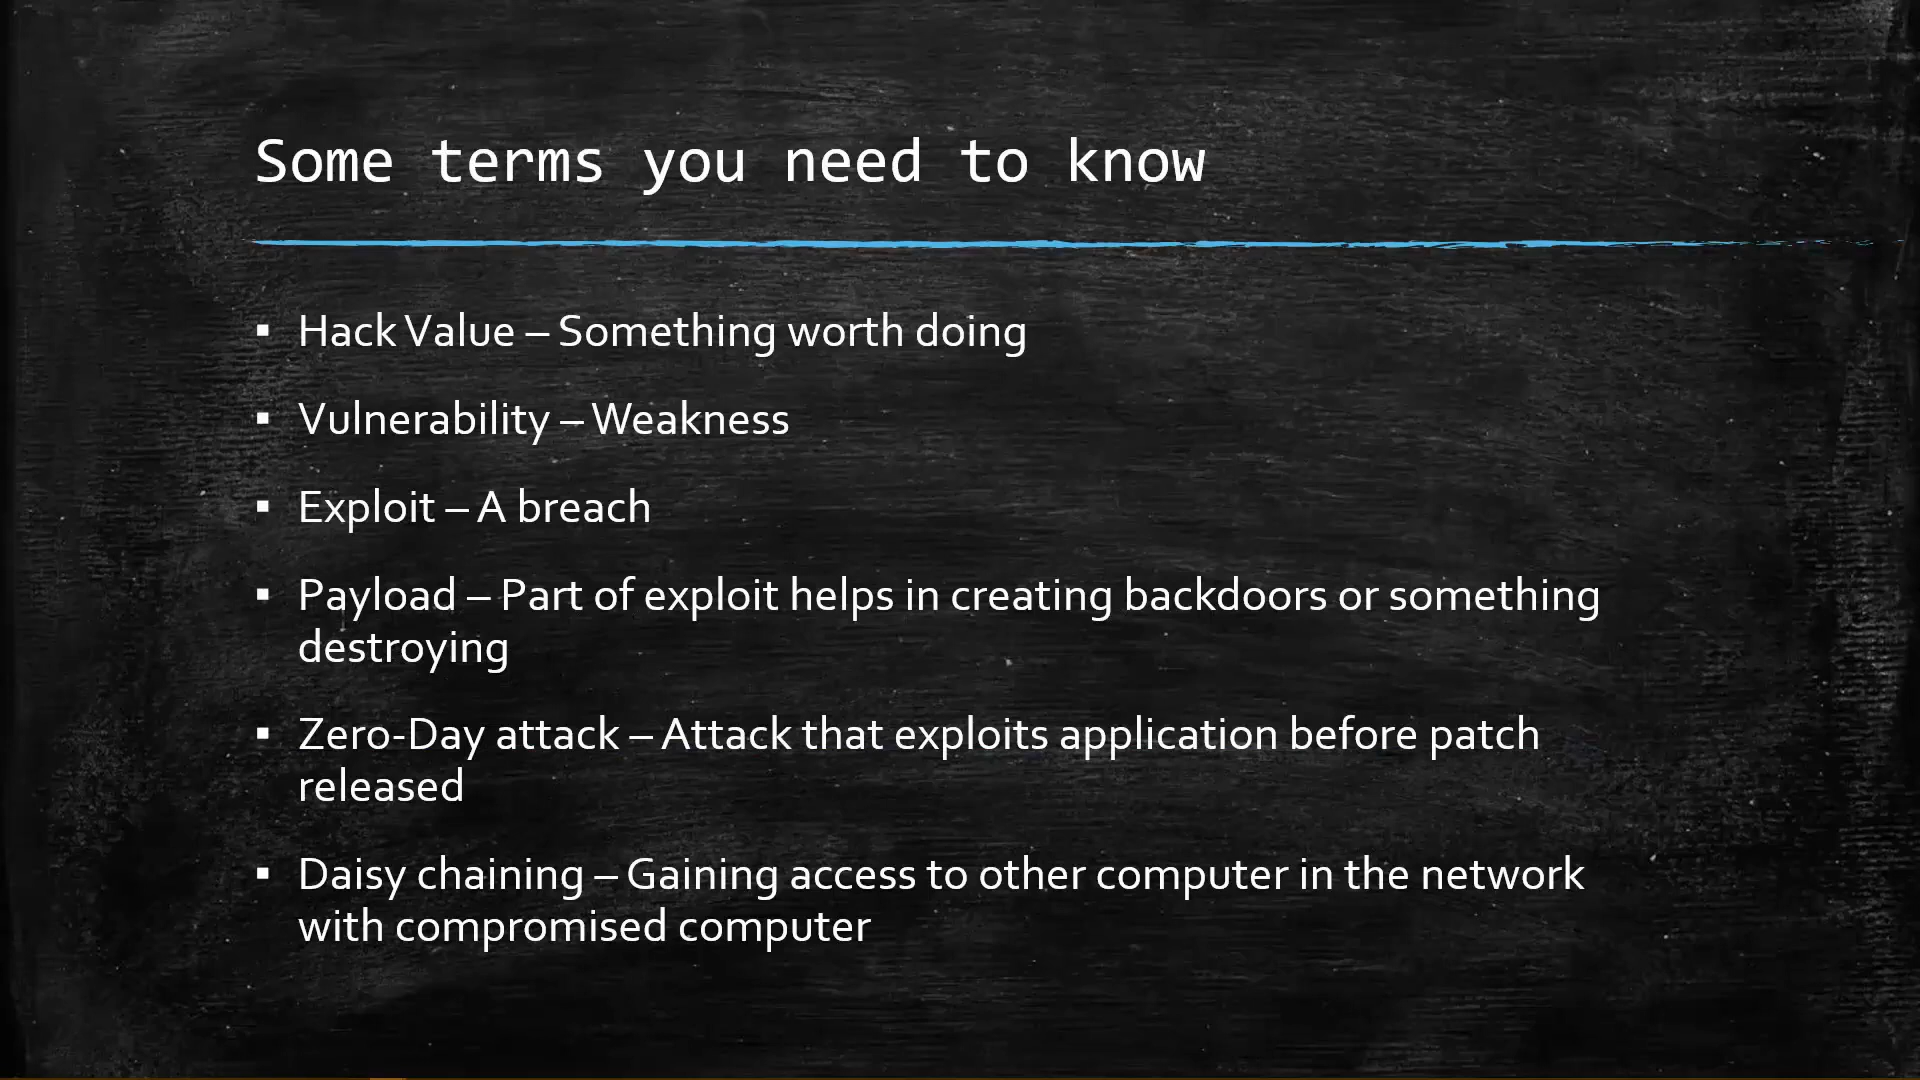 Some terms you need to know
▪ Hack Value – Something worth doing
▪ Vulnerability – Weakness
▪ Exploit – A breach
▪ Payload – Part of exploit helps in creating backdoors or something
destroying
▪ Zero-Day attack – Attack that exploits application before patch
released
▪ Daisy chaining – Gaining access to other computer in the network
with compromised computer